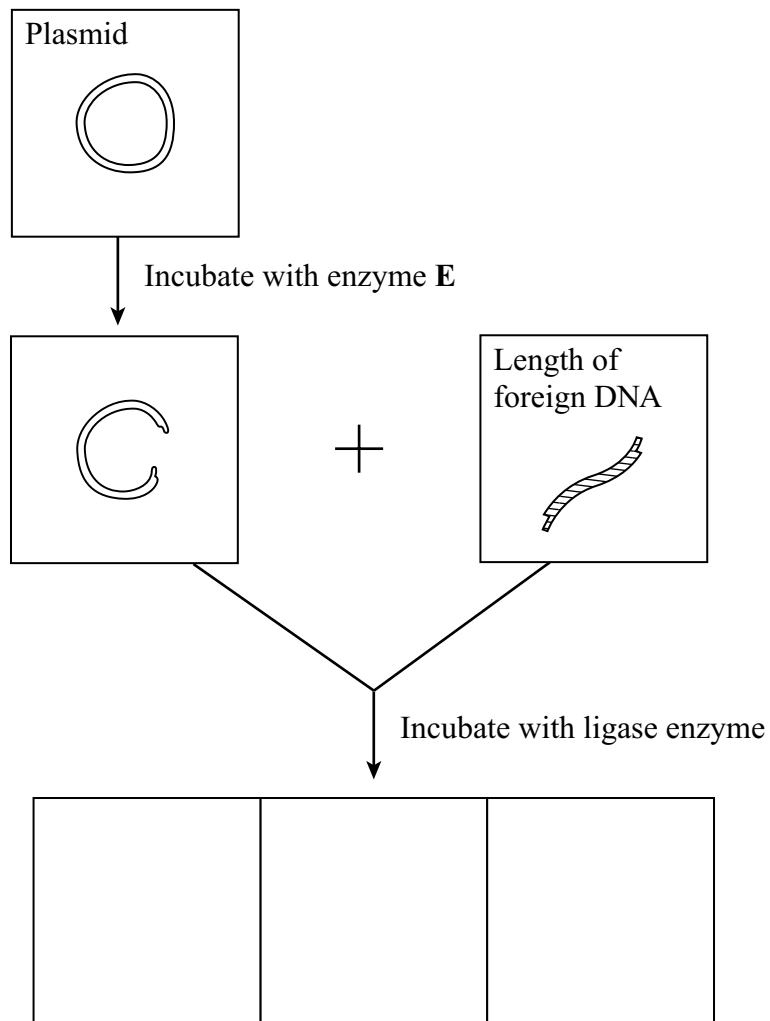 Plasmid
Incubate with enzyme E
Length of
foreign DNA
Incubate with ligase enzyme